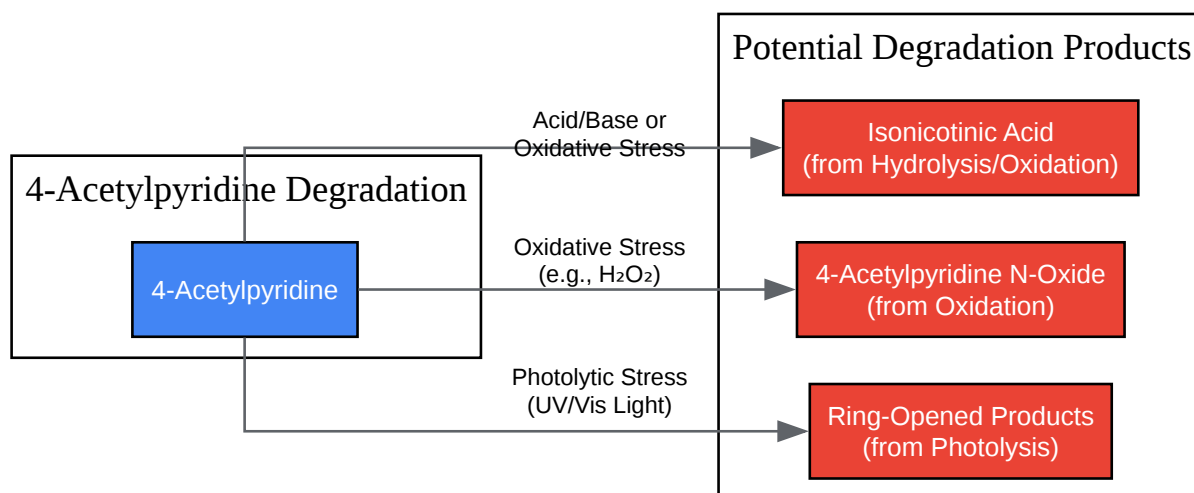 Potential Degradation Products
Acid/Base or
Oxidative Stress
Isonicotinic Acid
(from Hydrolysis/Oxidation)
4-Acetylpyridine Degradation
4-Acetylpyridine
Oxidative Stress
(e.g., H₂O₂)
4-Acetylpyridine N-Oxide
(from Oxidation)
Photolytic Stress
(UV/Vis Light)
Ring-Opened Products
(from Photolysis)